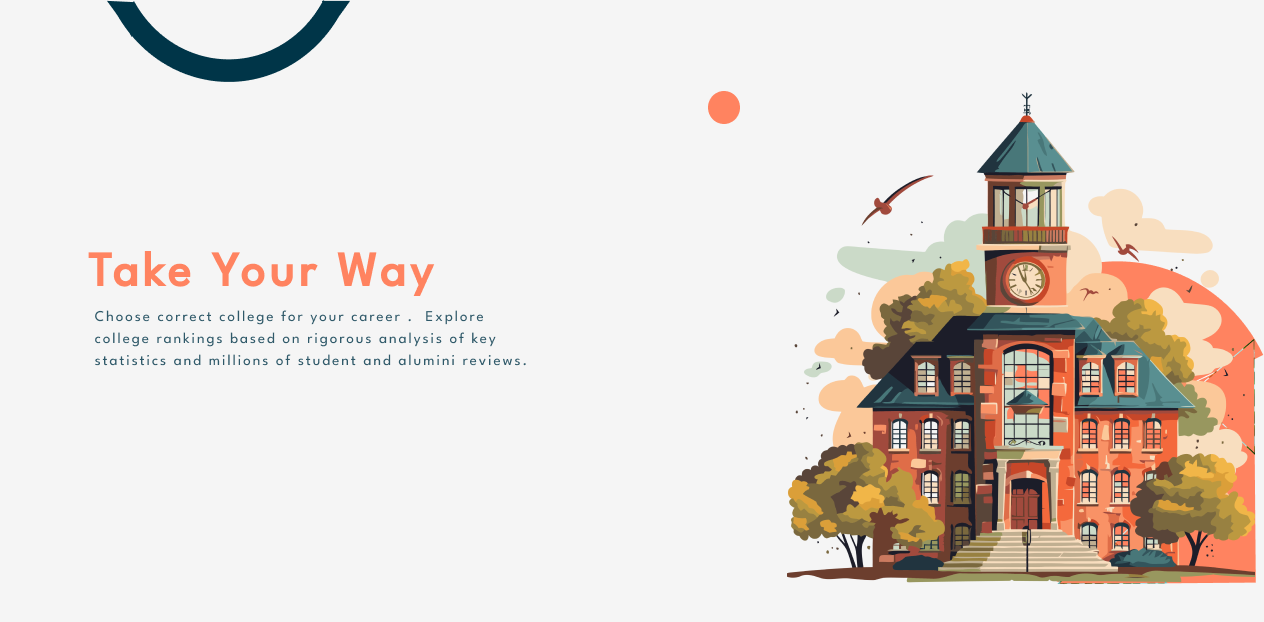 Take Your Way
Choose correct college for your career .  Explore
college rankings based on rigorous analysis of key
statistics and millions of student and alumini reviews.